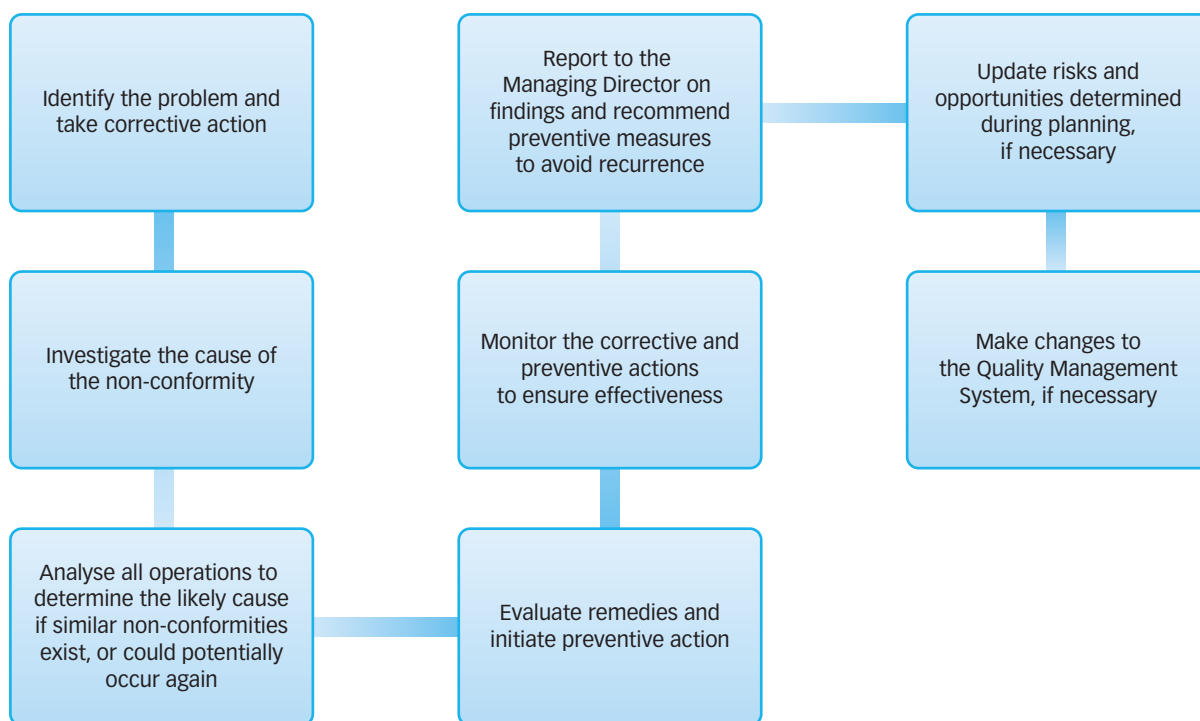 Identify the problem and
take corrective action
Investigate the cause of
the non-conformity
Analyse all operations to
determine the likely cause
if similar non-conformities
exist, or could potentially
occur again
Evaluate remedies and
initiate preventive action
Monitor the corrective and
preventive actions
to ensure effectiveness
Report to the
Managing Director on
findings and recommend
preventive measures
to avoid recurrence
Update risks and
opportunities determined
during planning,
if necessary
Make changes to
the Quality Management
System, if necessary